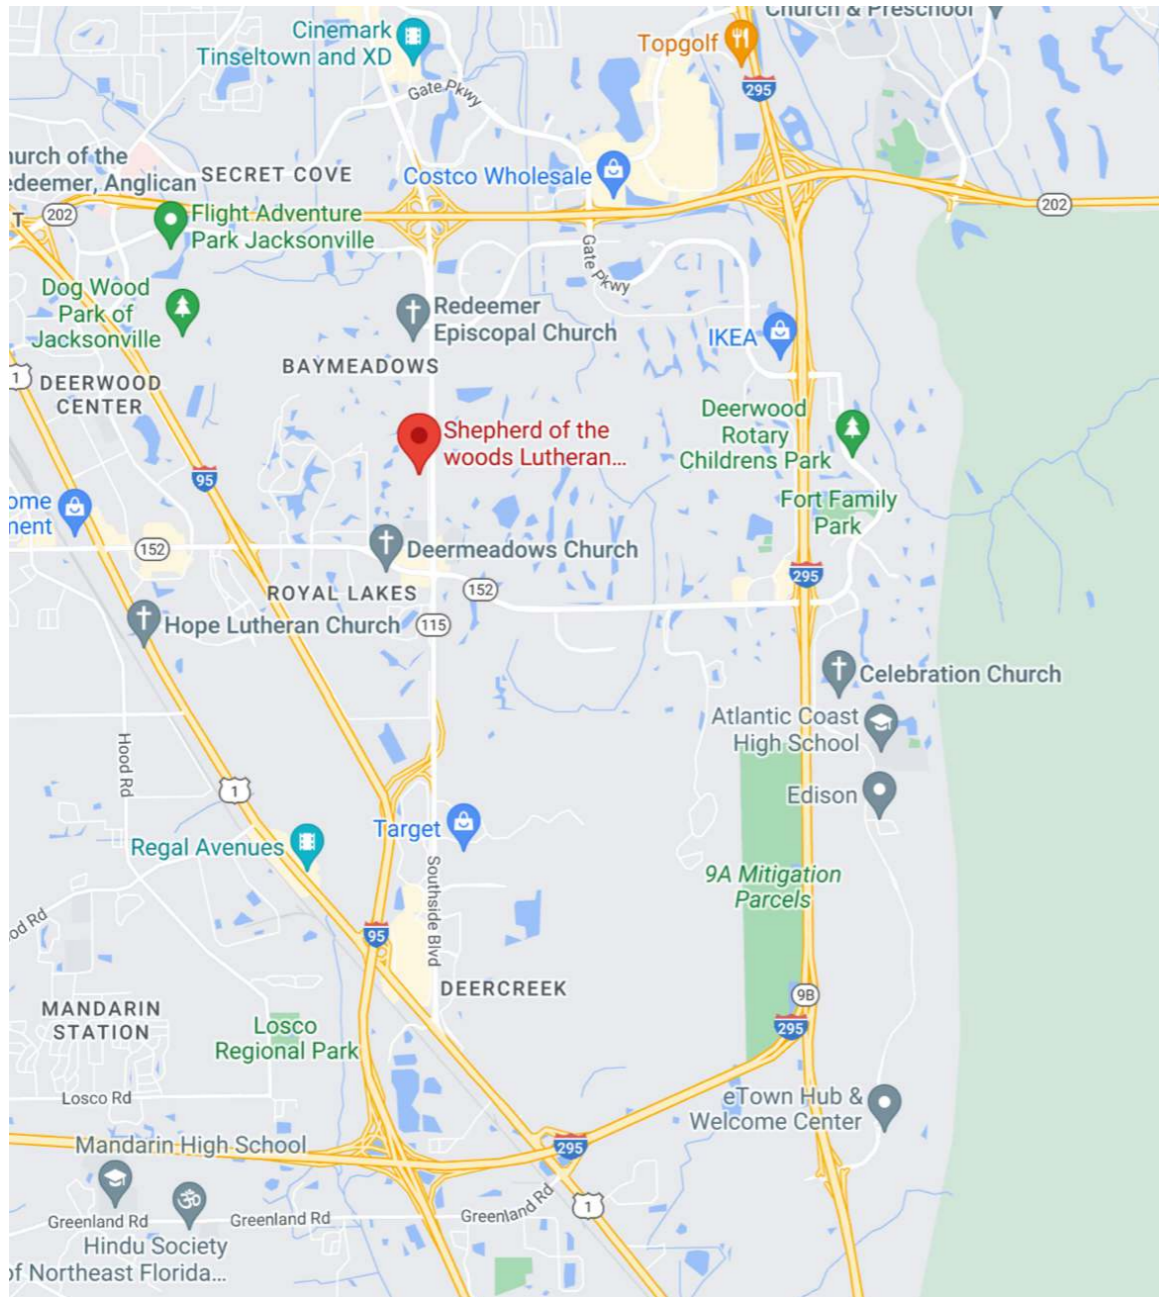 Church & Preschool
Cinemark
Tinseltown and XD
Topgolf
Gate Pkwy
295
hurch of the
edeemer, Anglican
SECRET COVE
Costco Wholesale
202
T
202
Flight Adventure
Park Jacksonville
Gate Pkwy
Dog Wood
Park of
Jacksonville
Redeemer
Episcopal Church
IKEA
BAYMEADOWS
1
DEERWOOD
CENTER
Deerwood
Rotary
Childrens Park
Shepherd of the
woods Lutheran...
95
Fort Family
Park
ome
nent
152
Deermeadows Church
295
ROYAL LAKES
152
Hope Lutheran Church
115
Celebration Church
Atlantic Coast
High School
Hood Rd
1
Edison
Target
Regal Avenues
Southside Blvd
9A Mitigation
Parcels
od Rd
95
DEERCREEK
9B
MANDARIN
STATION
Losco
Regional Park
295
Losco Rd
eTown Hub &
Welcome Center
Mandarin High School
295
Greenland Rd
Greenland Rd
Greenland Rd
1
Hindu Society
of Northeast Florida...